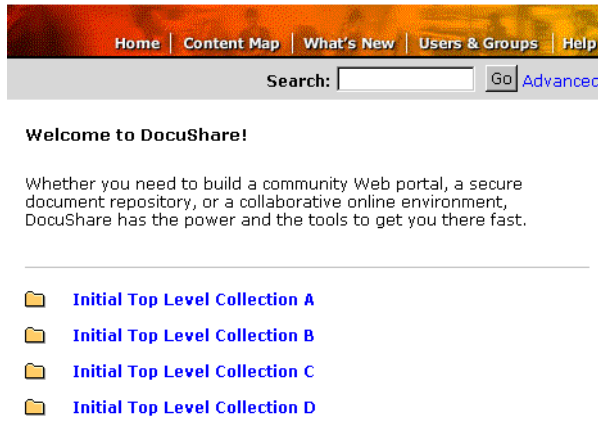 Home | Content Map | What's New | Users & Groups | Help
Search: Go Advanced
Welcome to DocuShare!
Whether you need to build a community Web portal, a secure
document repository, or a collaborative online environment,
DocuShare has the power and the tools to get you there fast.
Initial Top Level Collection A
Initial Top Level Collection B
Initial Top Level Collection C
Initial Top Level Collection D